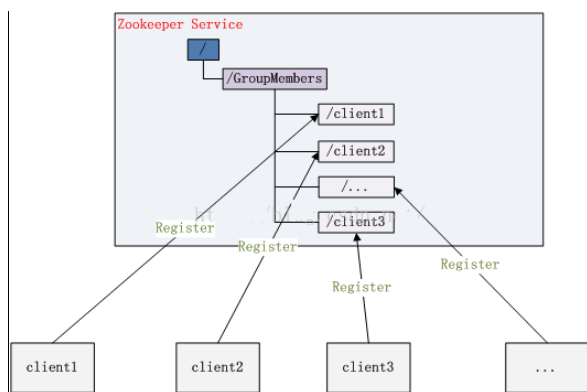 Zookeeper Service
/
/GroupMembers
/client1
/client2
/...
/client3
Register
Register
Register
Register
client1
client2
client3
...